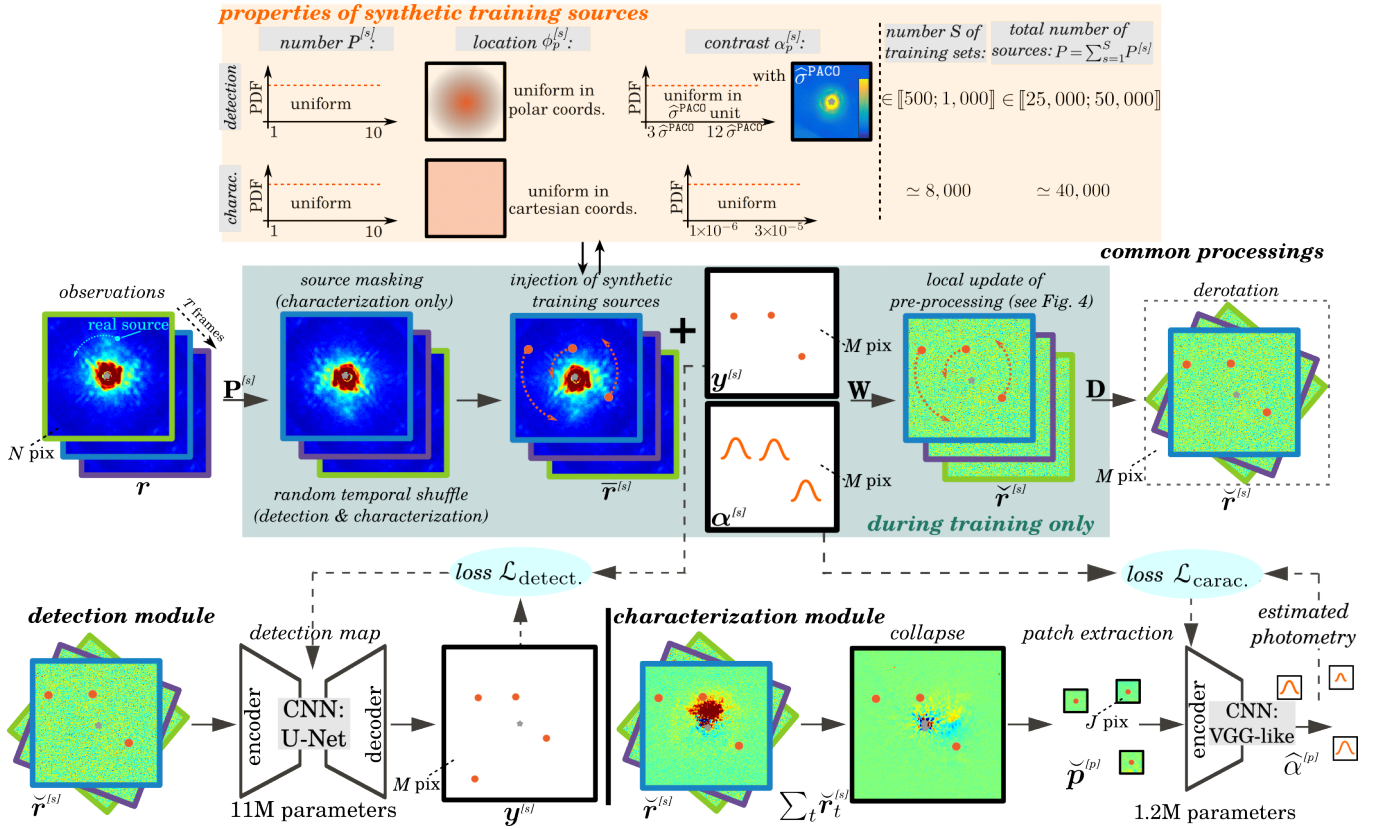 properties of synthetic training sources
number P^[s]:
location ϕ_p^[s]:
contrast α_p^[s]:
number S of
training sets:
total number of
sources: P = ∑_{s=1}^S P^[s]
detection
PDF
uniform
1
10
uniform in
polar coords.
PDF
uniform in
σ̂^PACO unit
3 σ̂^PACO
12 σ̂^PACO
with
σ̂^PACO
∈ ⟦500; 1,000⟧
∈ ⟦25,000; 50,000⟧
charac.
PDF
uniform
1
10
uniform in
cartesian coords.
PDF
uniform
1×10^-6
3×10^-5
≃ 8,000
≃ 40,000
common processings
observations
T frames
real source
N pix
r
P^[s]
source masking
(characterization only)
random temporal shuffle
(detection & characterization)
injection of synthetic
training sources
r̅^[s]
+
M pix
y^[s]
M pix
α^[s]
W
local update of
pre-processing (see Fig. 4)
r̆^[s]
during training only
D
derotation
M pix
r̆^[s]
loss ℒ_detect.
loss ℒ_carac.
detection module
r̆^[s]
detection map
encoder
CNN:
U-Net
decoder
11M parameters
M pix
y^[s]
characterization module
r̆^[s]
collapse
∑_t r̆_t^[s]
patch extraction
J pix
p̆^[p]
encoder
CNN:
VGG-like
1.2M parameters
estimated
photometry
α̂^[p]